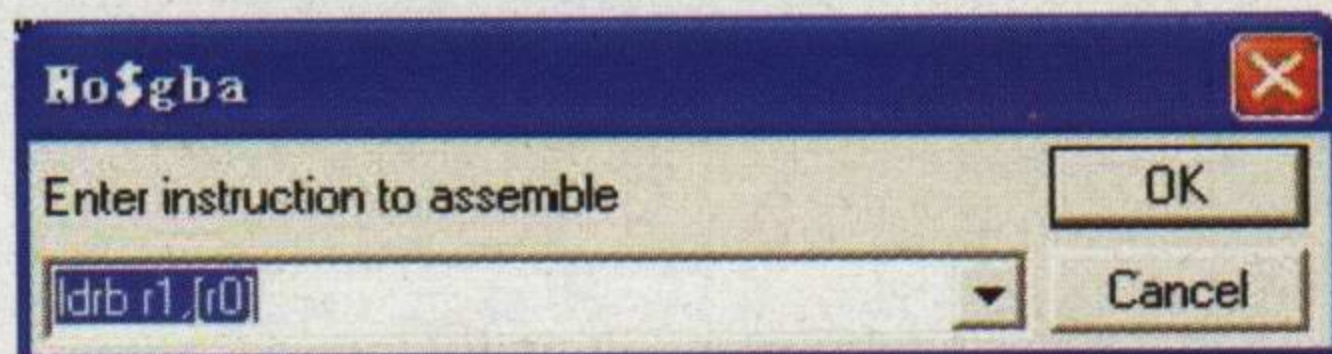 No$gba
Enter instruction to assemble
OK
ldrb r1,[r0]
Cancel